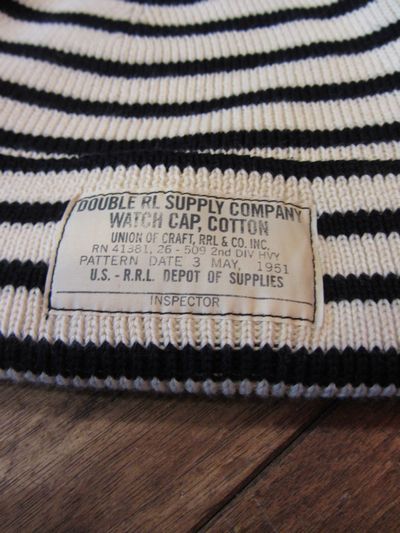 DOUBLE RL SUPPLY COMPANY
WATCH CAP, COTTON
UNION OF CRAFT, RRL & CO. INC.
RN 41381, 26 - 509 2nd DIV HVY
PATTERN DATE 3 MAY, 1951
U.S. - R.R.L. DEPOT OF SUPPLIES
INSPECTOR